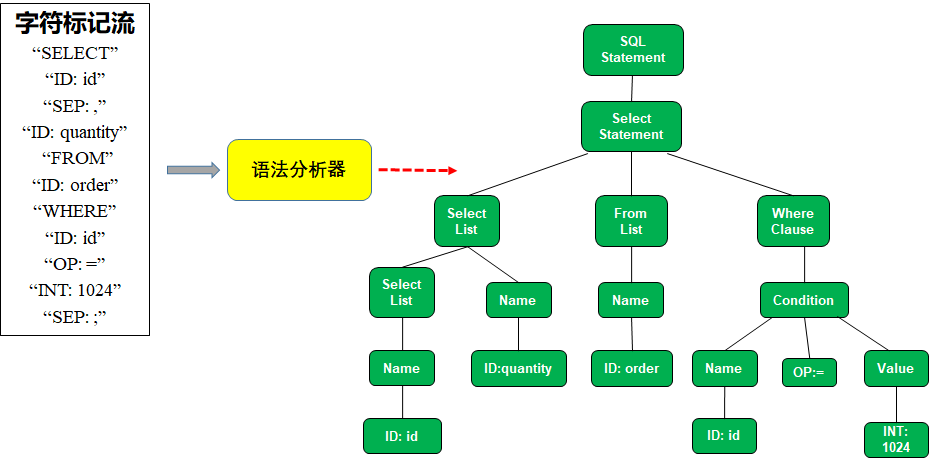 字符标记流
“SELECT”
“ID: id”
“SEP: ,”
“ID: quantity”
“FROM”
“ID: order”
“WHERE”
“ID: id”
“OP: =”
“INT: 1024”
“SEP: ;”
语法分析器
SQL
Statement
Select
Statement
Select
List
From
List
Where
Clause
Select
List
Name
Name
Condition
Name
ID:quantity
ID: order
Name
OP:=
Value
ID: id
ID: id
INT:
1024